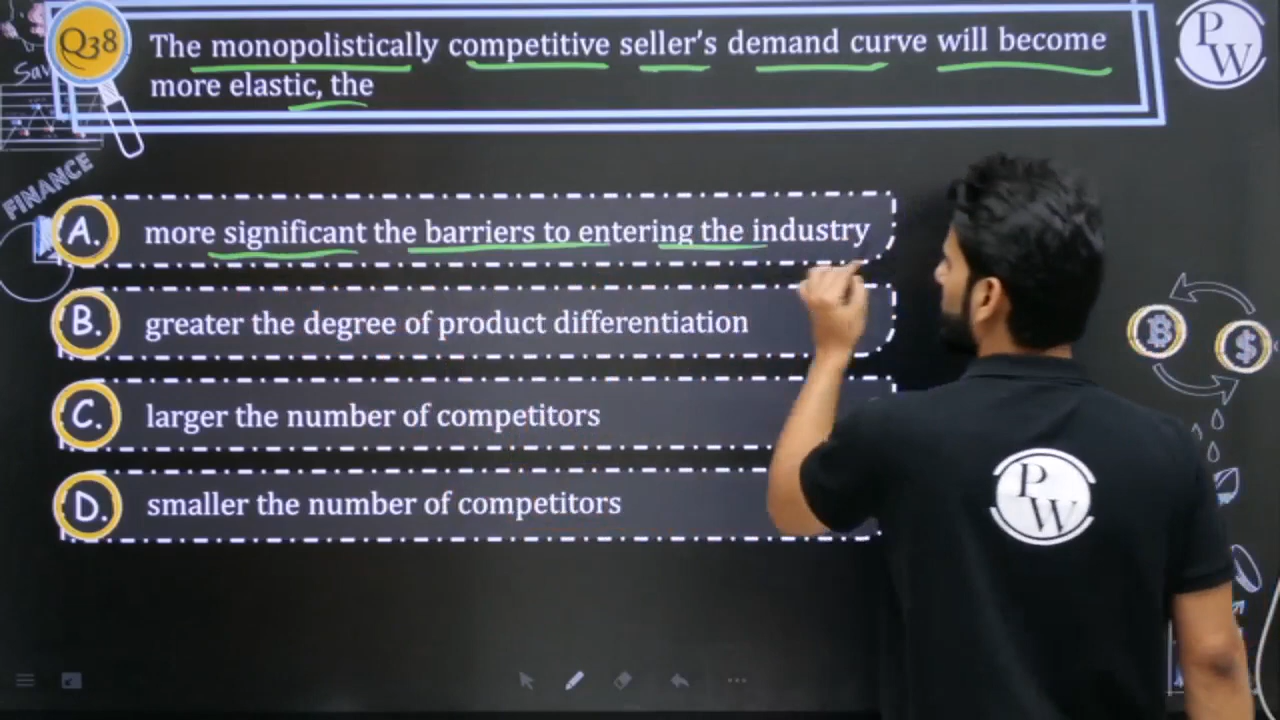 Q38
The monopolistically competitive seller's demand curve will become
more elastic, the
PW
Sav
FINANCE
A. more significant the barriers to entering the industry
B. greater the degree of product differentiation
C. larger the number of competitors
D. smaller the number of competitors
PW